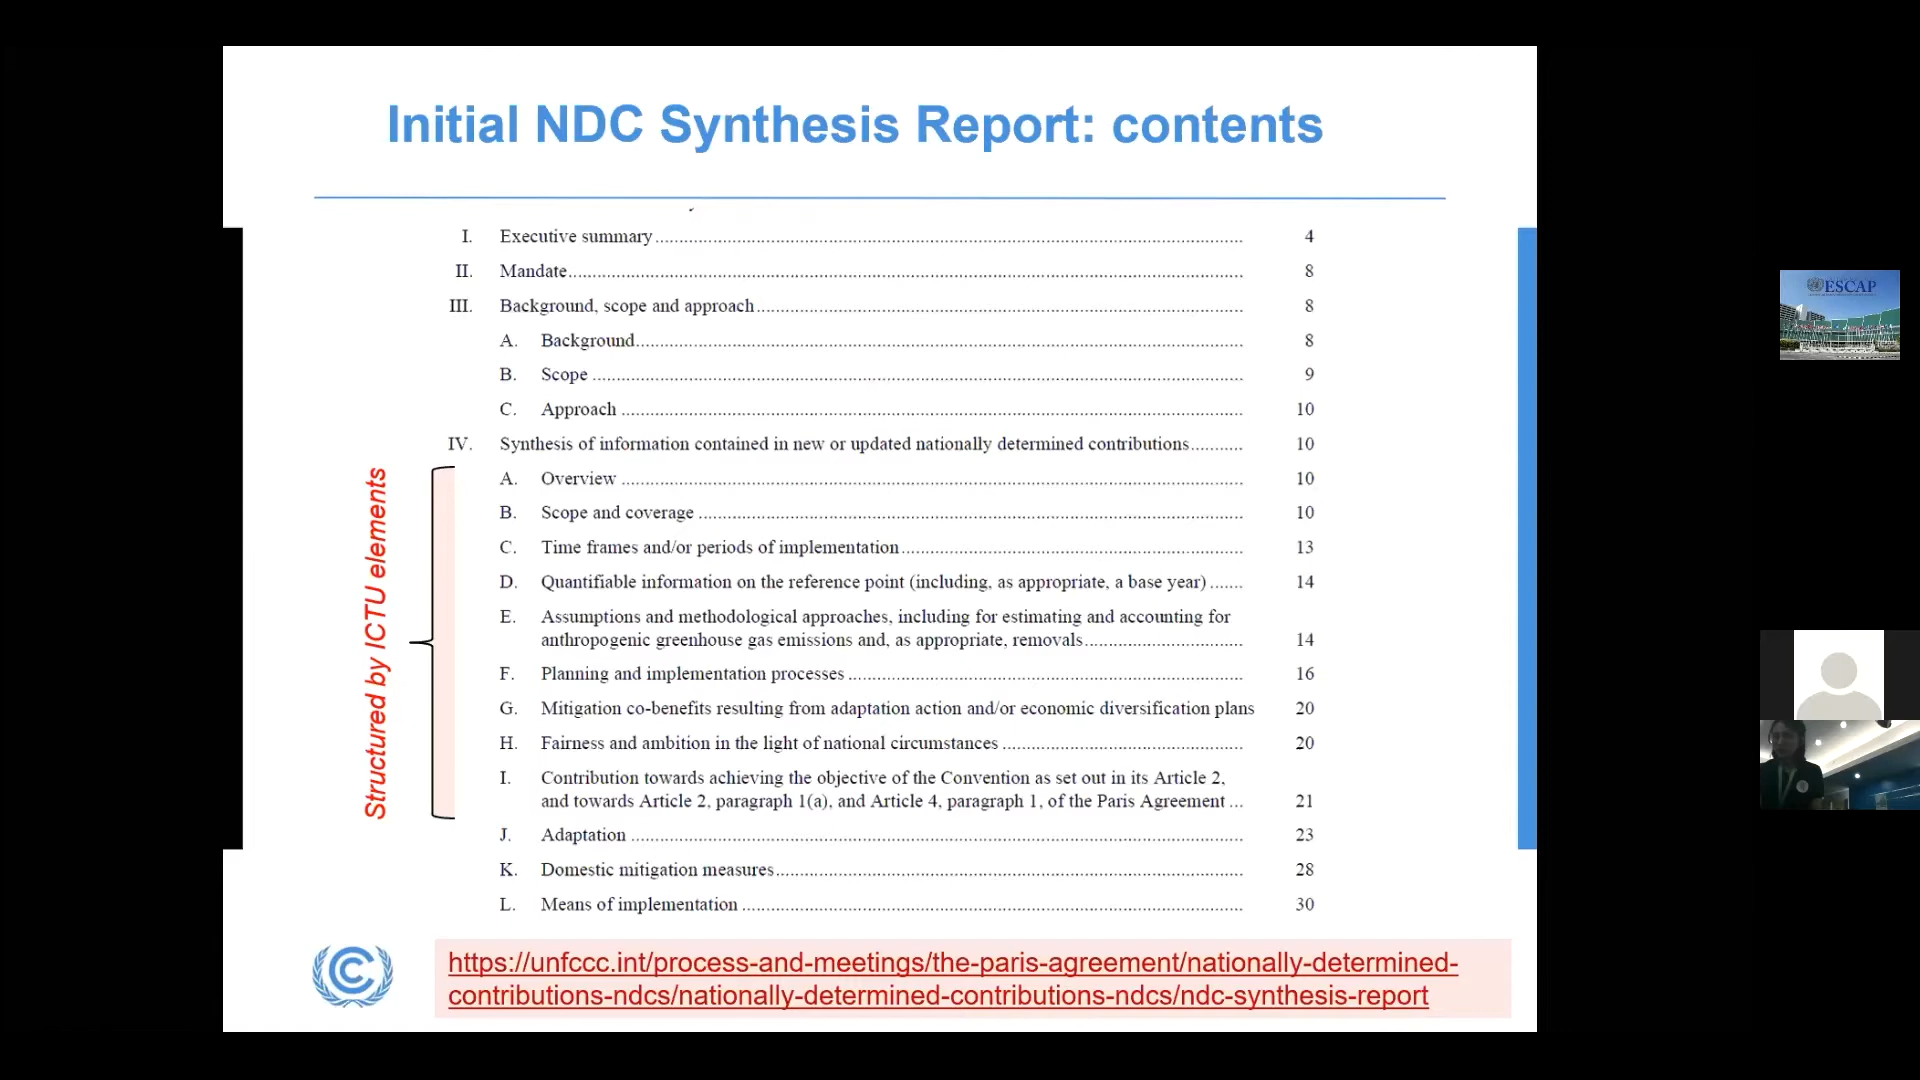 Initial NDC Synthesis Report: contents
I. Executive summary 4
II. Mandate 8
III. Background, scope and approach 8
A. Background 8
B. Scope 9
C. Approach 10
IV. Synthesis of information contained in new or updated nationally determined contributions 10
A. Overview 10
B. Scope and coverage 10
C. Time frames and/or periods of implementation 13
D. Quantifiable information on the reference point (including, as appropriate, a base year) 14
E. Assumptions and methodological approaches, including for estimating and accounting for
anthropogenic greenhouse gas emissions and, as appropriate, removals 14
F. Planning and implementation processes 16
G. Mitigation co-benefits resulting from adaptation action and/or economic diversification plans 20
H. Fairness and ambition in the light of national circumstances 20
I. Contribution towards achieving the objective of the Convention as set out in its Article 2,
and towards Article 2, paragraph 1(a), and Article 4, paragraph 1, of the Paris Agreement 21
J. Adaptation 23
K. Domestic mitigation measures 28
L. Means of implementation 30
Structured by ICTU elements
https://unfccc.int/process-and-meetings/the-paris-agreement/nationally-determined-
contributions-ndcs/nationally-determined-contributions-ndcs/ndc-synthesis-report
ESCAP